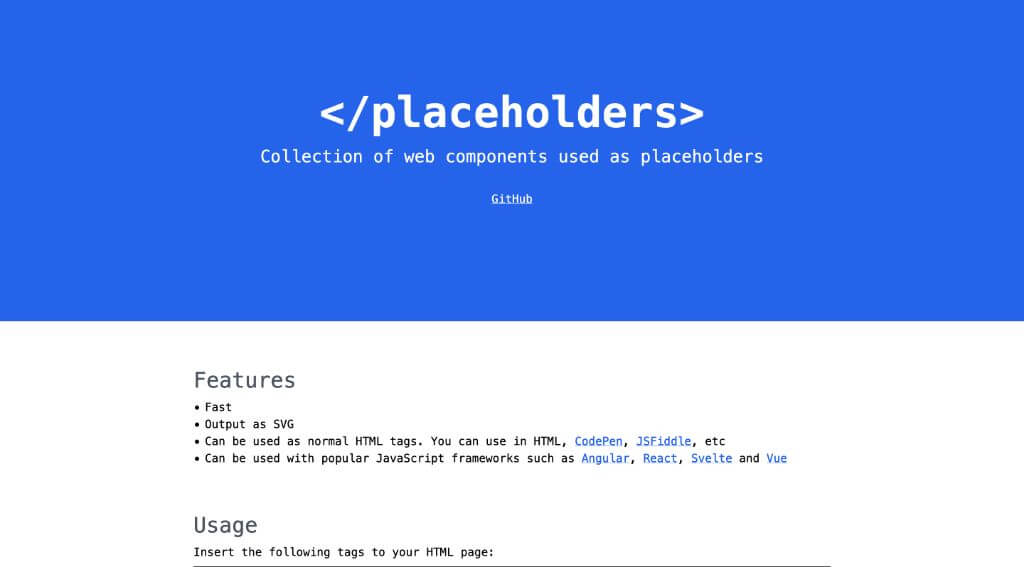 </placeholders>
Collection of web components used as placeholders
GitHub
Features
• Fast
• Output as SVG
• Can be used as normal HTML tags. You can use in HTML, CodePen, JSFiddle, etc
• Can be used with popular JavaScript frameworks such as Angular, React, Svelte and Vue
Usage
Insert the following tags to your HTML page: